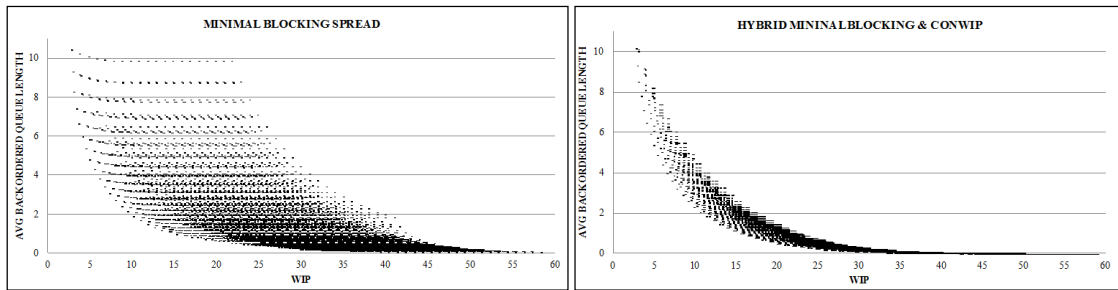 MINIMAL BLOCKING SPREAD
AVG BACKORDERED QUEUE LENGTH
10
8
6
4
2
0
0 5 10 15 20 25 30 35 40 45 50 55 60
WIP
HYBRID MININAL BLOCKING & CONWIP
AVG BACKORDERED QUEUE LENGTH
10
8
6
4
2
0
0 5 10 15 20 25 30 35 40 45 50 55 60
WIP